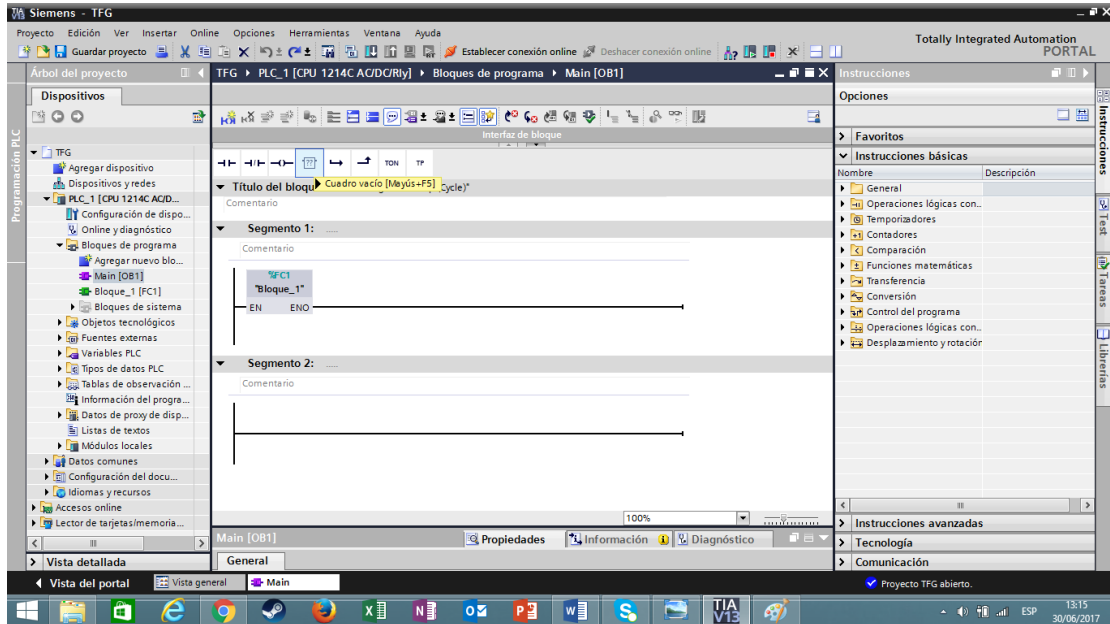 Siemens - TFG
Proyecto Edición Ver Insertar Online Opciones Herramientas Ventana Ayuda
Guardar proyecto
Establecer conexión online
Deshacer conexión online
Totally Integrated Automation
PORTAL
Árbol del proyecto
TFG PLC_1 [CPU 1214C AC/DC/Rly] Bloques de programa Main [OB1]
Instrucciones
Dispositivos
Opciones
Programación PLC
TFG
Agregar dispositivo
Dispositivos y redes
PLC_1 [CPU 1214C AC/D...
Configuración de dispo...
Online y diagnóstico
Bloques de programa
Agregar nuevo blo...
Main [OB1]
Bloque_1 [FC1]
Bloques de sistema
Objetos tecnológicos
Fuentes externas
Variables PLC
Tipos de datos PLC
Tablas de observación ...
Información del progra...
Datos de proxy de disp...
Listas de textos
Módulos locales
Datos comunes
Configuración del docu...
Idiomas y recursos
Accesos online
Lector de tarjetas/memoria...
Vista detallada
Interfaz de bloque
??
TON
TP
Título del bloqu
Cuadro vacío [Mayús+F5]
Cycle)"
Comentario
Segmento 1: .....
Comentario
%FC1
"Bloque_1"
EN ENO
Segmento 2: .....
Comentario
100%
Main [OB1]
Propiedades
Información
Diagnóstico
General
Favoritos
Instrucciones básicas
Nombre Descripción
General
Operaciones lógicas con..
Temporizadores
Contadores
Comparación
Funciones matemáticas
Transferencia
Conversión
Control del programa
Operaciones lógicas con..
Desplazamiento y rotación
Instrucciones avanzadas
Tecnología
Comunicación
Instrucciones
Test
Tareas
Librerías
Vista del portal
Vista general
Main
Proyecto TFG abierto.
TIA
V13
ESP
13:15
30/06/2017